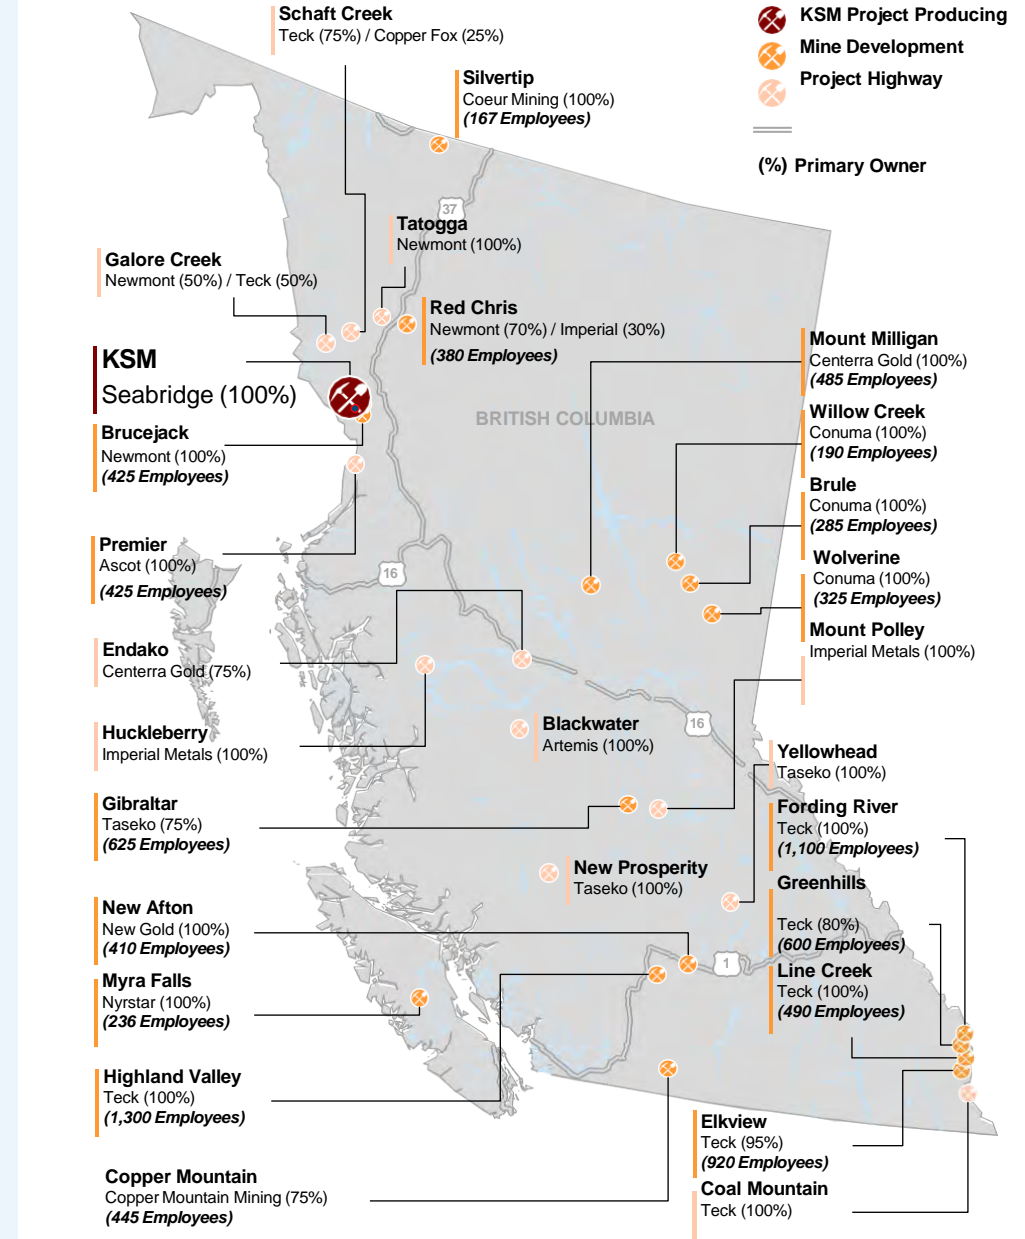 Schaft Creek
Teck (75%) / Copper Fox (25%)
KSM Project Producing
Mine Development
Project Highway
(%) Primary Owner
Silvertip
Coeur Mining (100%)
(167 Employees)
37
Tatogga
Newmont (100%)
Galore Creek
Newmont (50%) / Teck (50%)
Red Chris
Newmont (70%) / Imperial (30%)
(380 Employees)
KSM
Seabridge (100%)
Mount Milligan
Centerra Gold (100%)
(485 Employees)
BRITISH COLUMBIA
Willow Creek
Conuma (100%)
(190 Employees)
Brucejack
Newmont (100%)
(425 Employees)
Brule
Conuma (100%)
(285 Employees)
Premier
Ascot (100%)
(425 Employees)
16
Wolverine
Conuma (100%)
(325 Employees)
Mount Polley
Imperial Metals (100%)
Endako
Centerra Gold (75%)
Huckleberry
Imperial Metals (100%)
Blackwater
Artemis (100%)
16
Yellowhead
Taseko (100%)
Gibraltar
Taseko (75%)
(625 Employees)
Fording River
Teck (100%)
(1,100 Employees)
New Prosperity
Taseko (100%)
Greenhills
Teck (80%)
(600 Employees)
New Afton
New Gold (100%)
(410 Employees)
1
Line Creek
Teck (100%)
(490 Employees)
Myra Falls
Nyrstar (100%)
(236 Employees)
Highland Valley
Teck (100%)
(1,300 Employees)
Elkview
Teck (95%)
(920 Employees)
Copper Mountain
Copper Mountain Mining (75%)
(445 Employees)
Coal Mountain
Teck (100%)